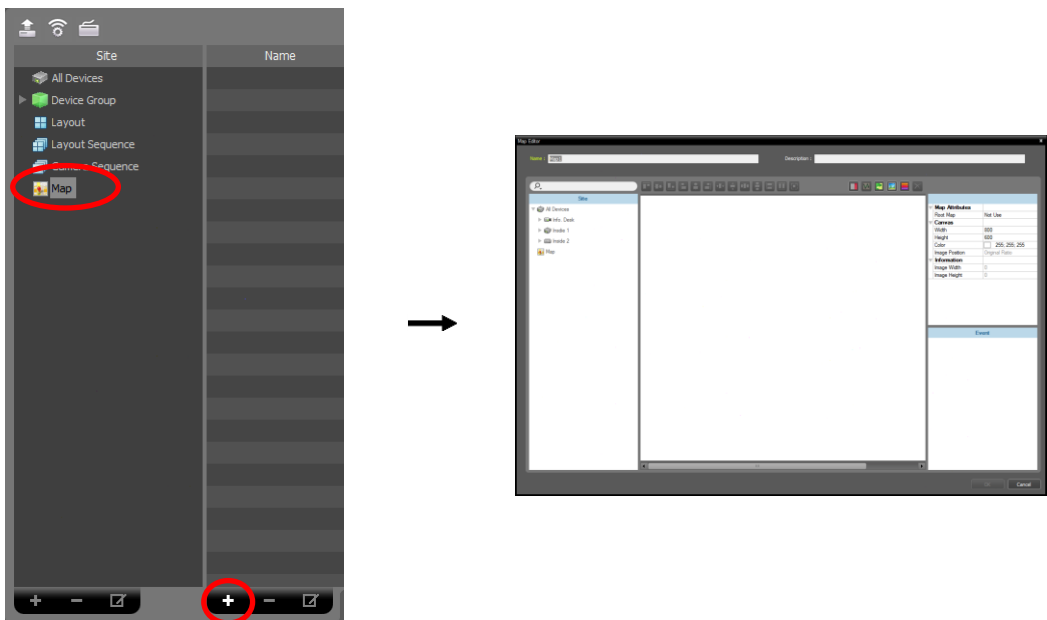 Site
Name
All Devices
Device Group
Layout
Layout Sequence
Camera Sequence
Map
Map Editor
Name :
Description :
Site
All Devices
Info. Desk
Inside 1
Inside 2
Map
Map Attributes
Root Map Not Use
Canvas
Width 800
Height 600
Color 255; 255; 255
Image Position Original Ratio
Information
Image Width 0
Image Height 0
Event
Cancel